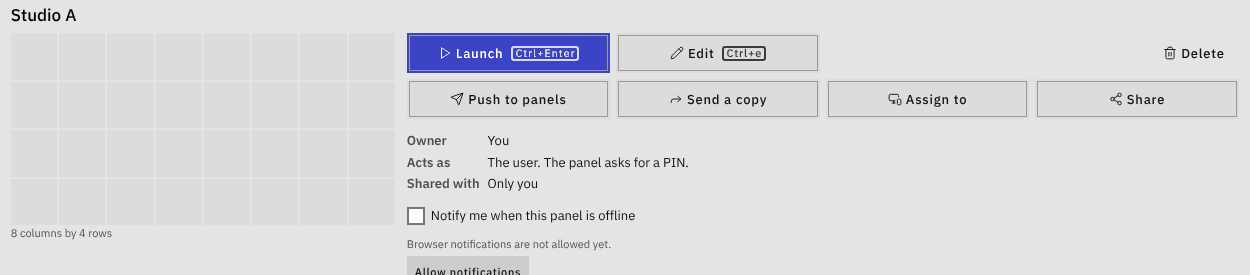 Studio A
Launch Ctrl+Enter
Edit Ctrl+e
Delete
Push to panels
Send a copy
Assign to
Share
Owner You
Acts as The user. The panel asks for a PIN.
Shared with Only you
Notify me when this panel is offline
8 columns by 4 rows
Browser notifications are not allowed yet.
Allow notifications